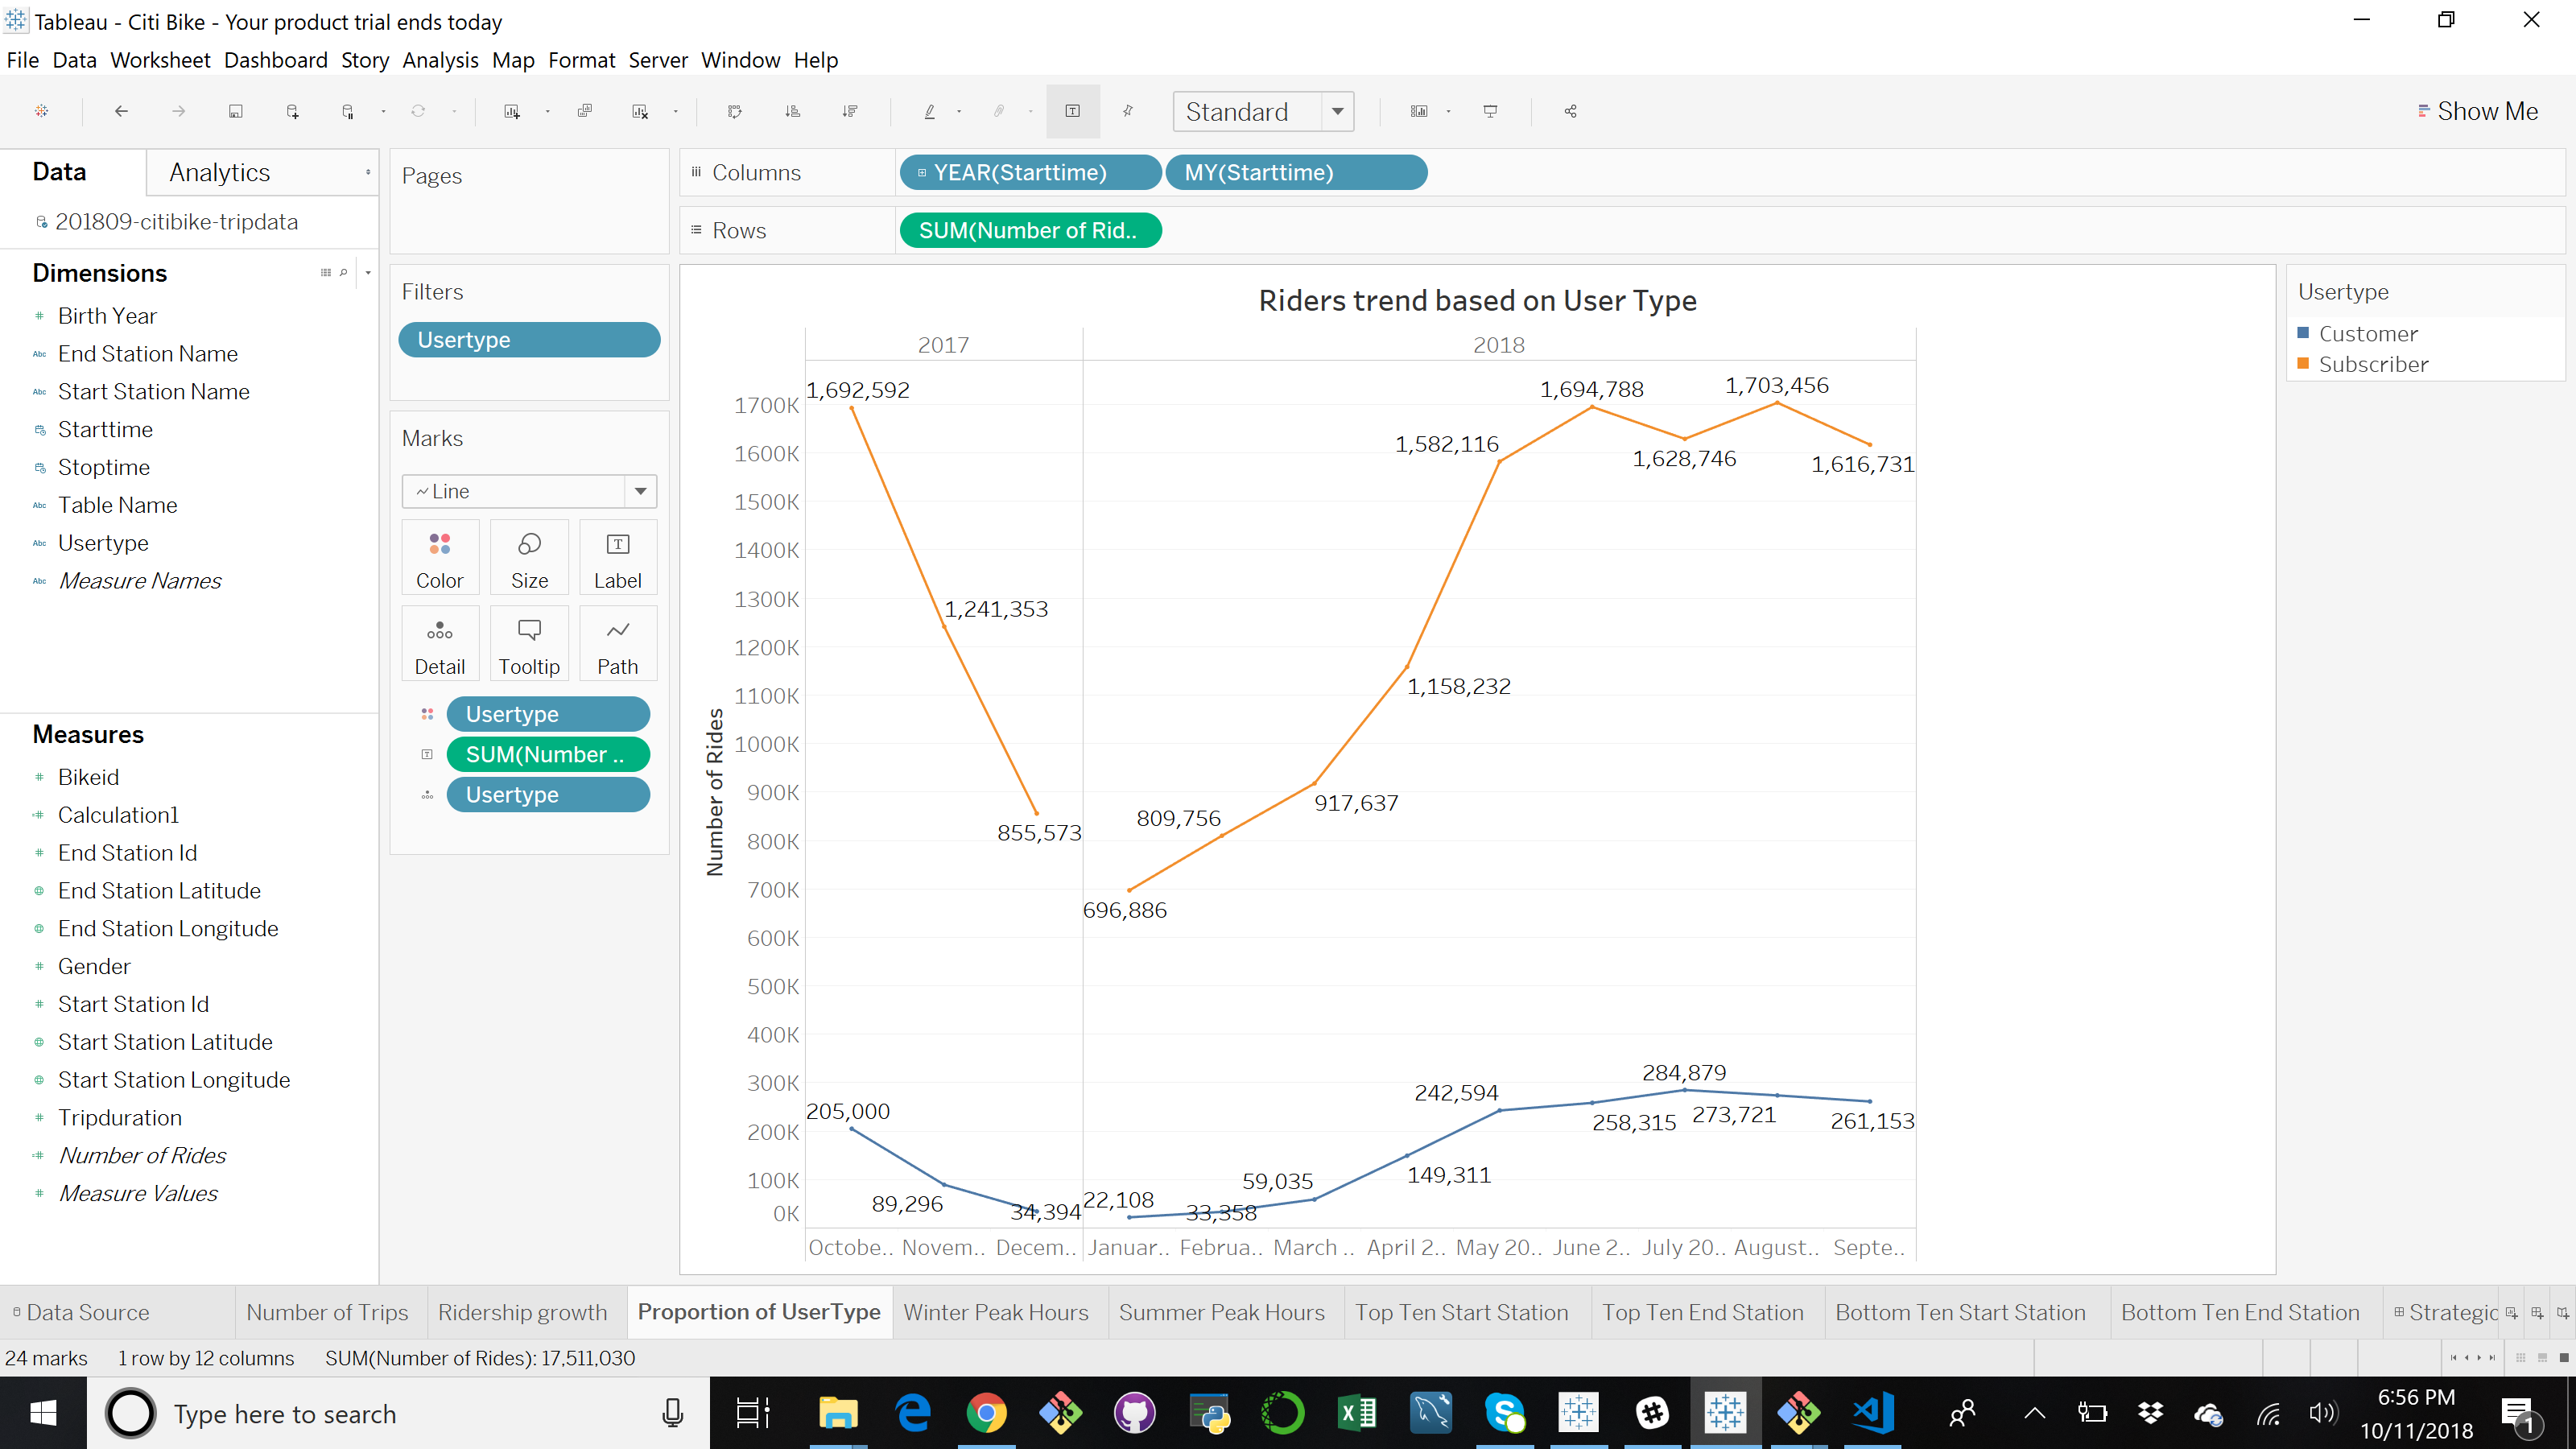 Tableau - Citi Bike - Your product trial ends today
File Data Worksheet Dashboard Story Analysis Map Format Server Window Help
Standard
Show Me
Data
Analytics
201809-citibike-tripdata
Dimensions
Birth Year
Abc End Station Name
Abc Start Station Name
Starttime
Stoptime
Abc Table Name
Abc Usertype
Abc Measure Names
Measures
Bikeid
Calculation1
End Station Id
End Station Latitude
End Station Longitude
Gender
Start Station Id
Start Station Latitude
Start Station Longitude
Tripduration
Number of Rides
Measure Values
Pages
Filters
Usertype
Marks
Line
Color Size Label
Detail Tooltip Path
Usertype
SUM(Number ..
Usertype
Columns
YEAR(Starttime)
MY(Starttime)
Rows
SUM(Number of Rid..
Riders trend based on User Type
2017
2018
Number of Rides
1700K
1600K
1500K
1400K
1300K
1200K
1100K
1000K
900K
800K
700K
600K
500K
400K
300K
200K
100K
0K
1,692,592
1,241,353
855,573
696,886
809,756
917,637
1,158,232
1,582,116
1,694,788
1,628,746
1,703,456
1,616,731
205,000
89,296
34,394
22,108
33,358
59,035
149,311
242,594
258,315
284,879
273,721
261,153
Octobe.. Novem.. Decem.. Januar.. Februa.. March .. April 2.. May 20.. June 2.. July 20.. August.. Septe..
Usertype
Customer
Subscriber
Data Source
Number of Trips
Ridership growth
Proportion of UserType
Winter Peak Hours
Summer Peak Hours
Top Ten Start Station
Top Ten End Station
Bottom Ten Start Station
Bottom Ten End Station
Strategic
24 marks
1 row by 12 columns
SUM(Number of Rides): 17,511,030
Type here to search
6:56 PM
10/11/2018
1